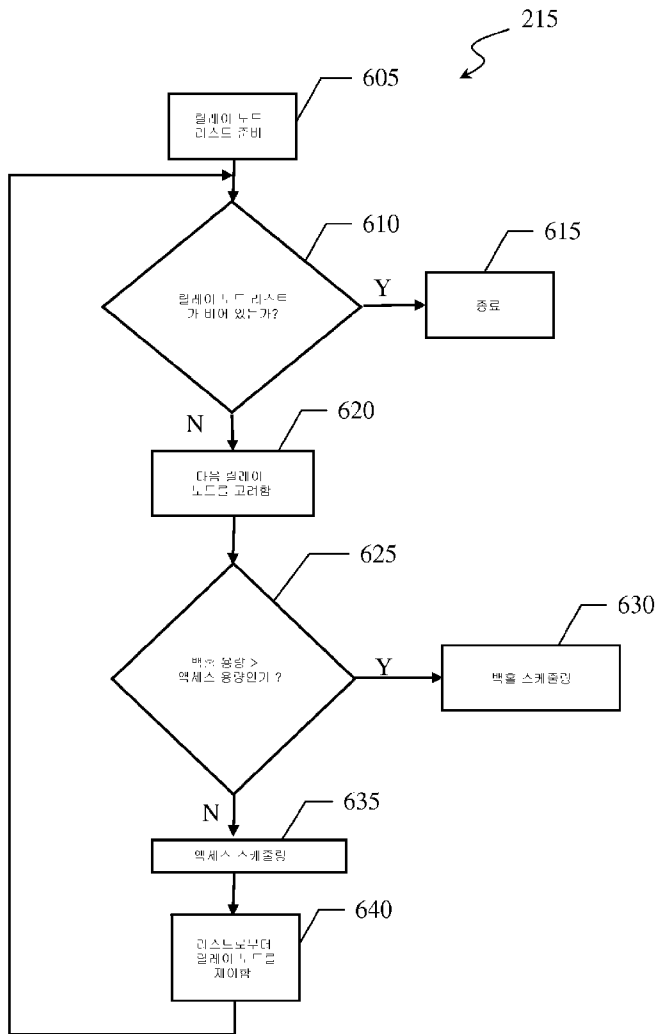 215
605
릴레이 노드
리스트 준비
610
릴레이 노드 리스트
가 비어 있는가?
Y
615
종료
N
620
다음 릴레이
노드를 고려함
625
백홀 용량 >
액세스 용량인가 ?
Y
630
백홀 스케줄링
N
635
액세스 스케줄링
640
리스트로부터
릴레이 노드를
제어함